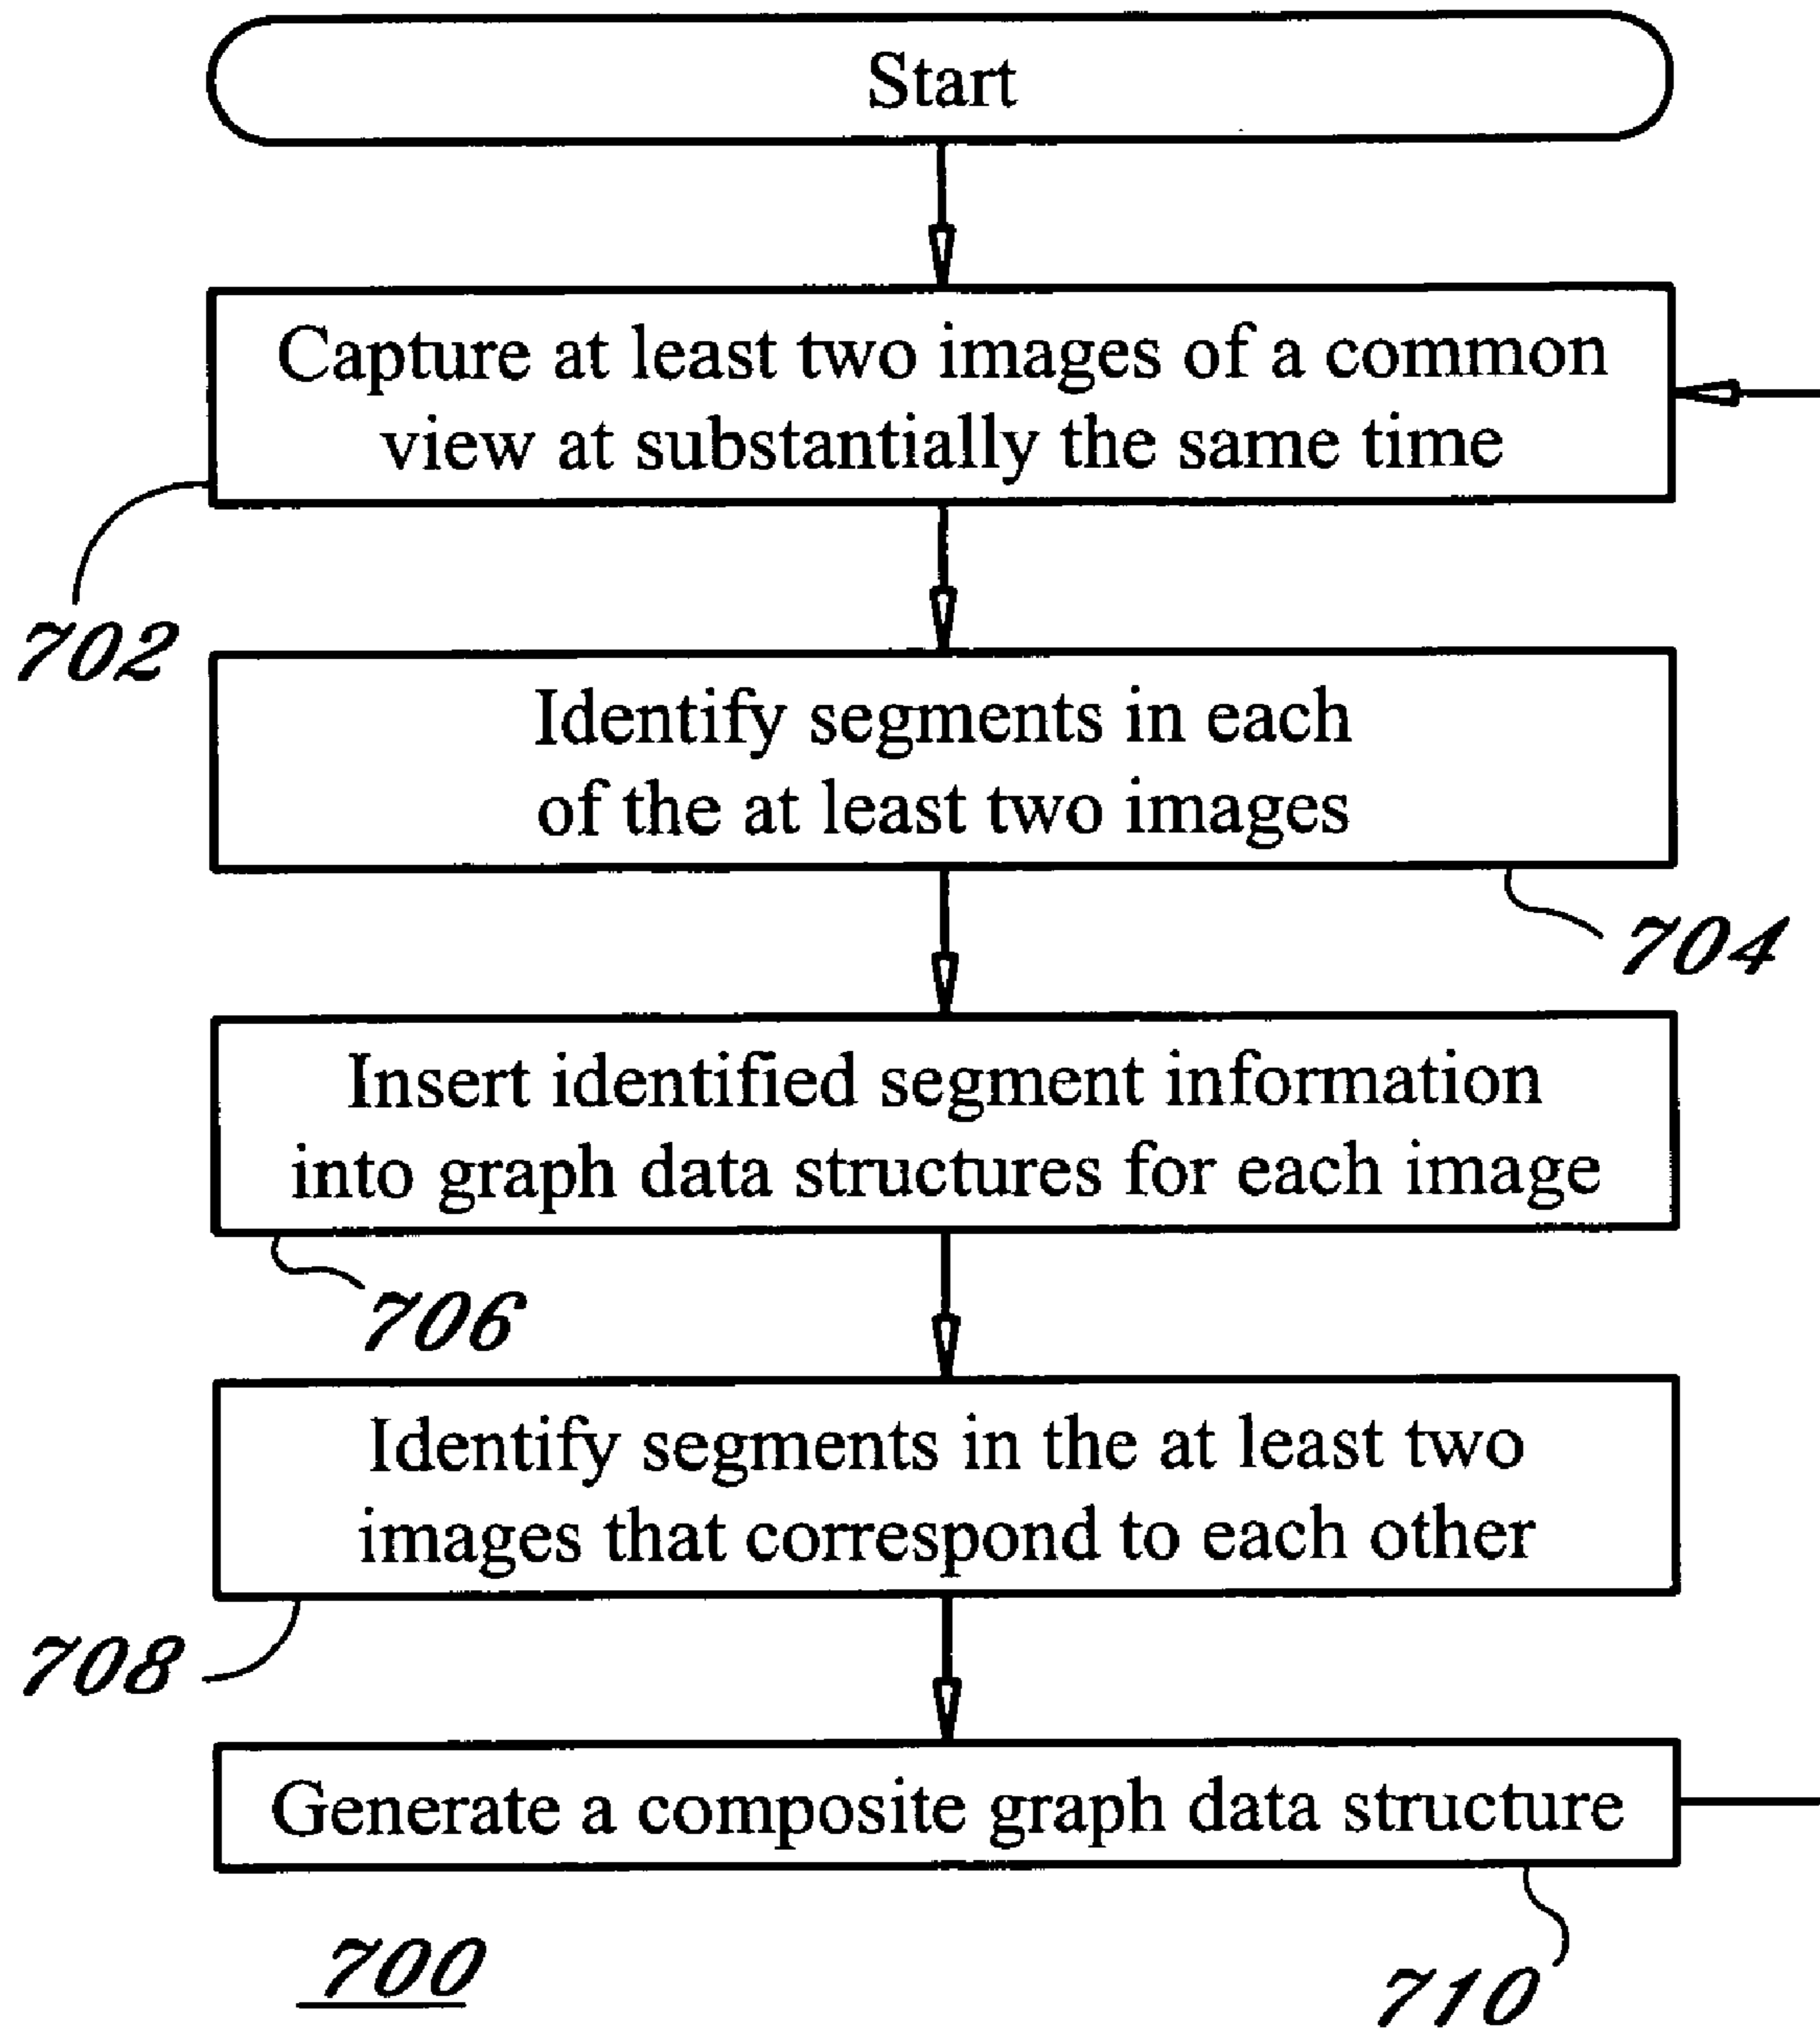 Start
Capture at least two images of a common
view at substantially the same time
702
Identify segments in each
of the at least two images
704
Insert identified segment information
into graph data structures for each image
706
Identify segments in the at least two
images that correspond to each other
708
Generate a composite graph data structure
700
710